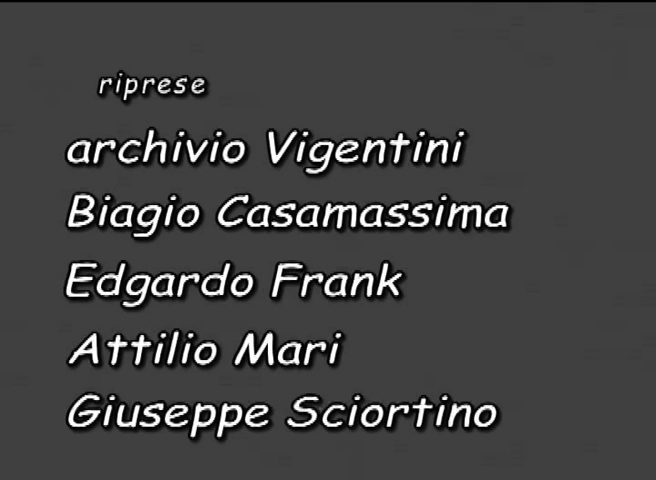 riprese
archivio Vigentini
Biagio Casamassima
Edgardo Frank
Attilio Mari
Giuseppe Sciortino